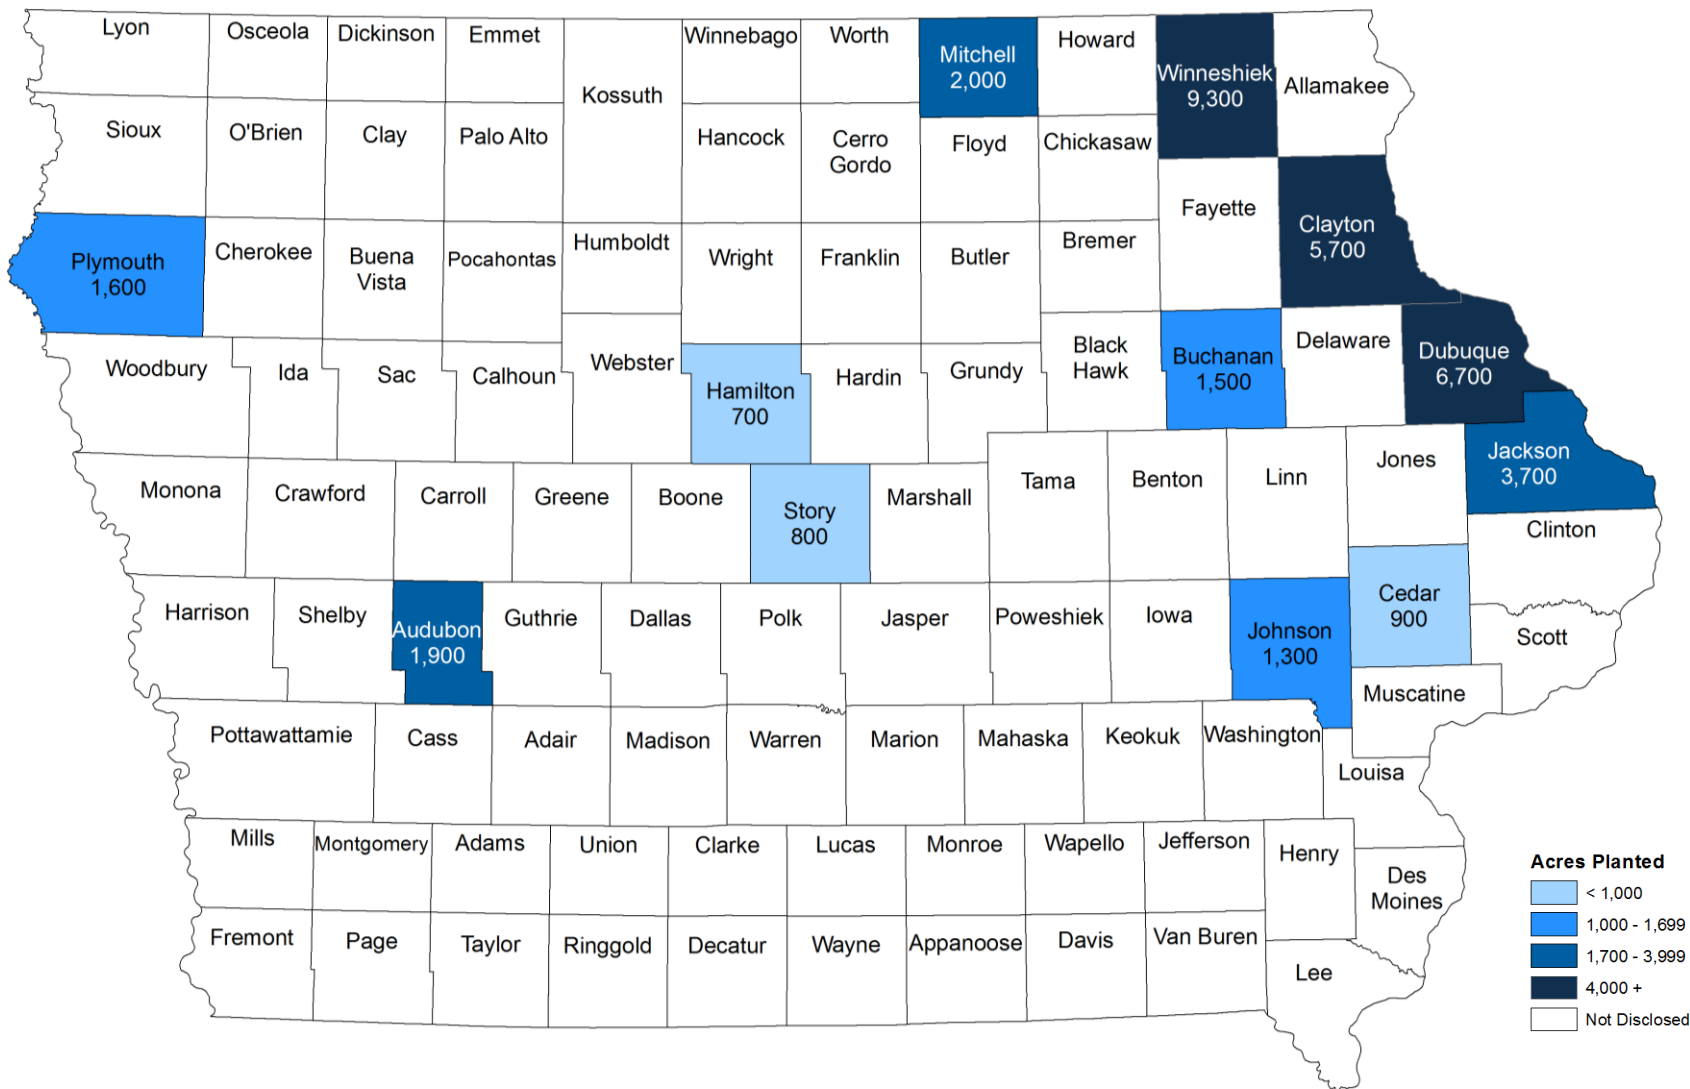 Lyon
Osceola
Dickinson
Emmet
Kossuth
Winnebago
Worth
Mitchell
2,000
Howard
Winneshiek
9,300
Allamakee
Sioux
O'Brien
Clay
Palo Alto
Hancock
Cerro
Gordo
Floyd
Chickasaw
Fayette
Clayton
5,700
Plymouth
1,600
Cherokee
Buena
Vista
Pocahontas
Humboldt
Wright
Franklin
Butler
Bremer
Woodbury
Ida
Sac
Calhoun
Webster
Hamilton
700
Hardin
Grundy
Black
Hawk
Buchanan
1,500
Delaware
Dubuque
6,700
Monona
Crawford
Carroll
Greene
Boone
Story
800
Marshall
Tama
Benton
Linn
Jones
Jackson
3,700
Clinton
Harrison
Shelby
Audubon
1,900
Guthrie
Dallas
Polk
Jasper
Poweshiek
Iowa
Johnson
1,300
Cedar
900
Scott
Muscatine
Pottawattamie
Cass
Adair
Madison
Warren
Marion
Mahaska
Keokuk
Washington
Louisa
Mills
Montgomery
Adams
Union
Clarke
Lucas
Monroe
Wapello
Jefferson
Henry
Des
Moines
Fremont
Page
Taylor
Ringgold
Decatur
Wayne
Appanoose
Davis
Van Buren
Lee
Acres Planted
< 1,000
1,000 - 1,699
1,700 - 3,999
4,000 +
Not Disclosed